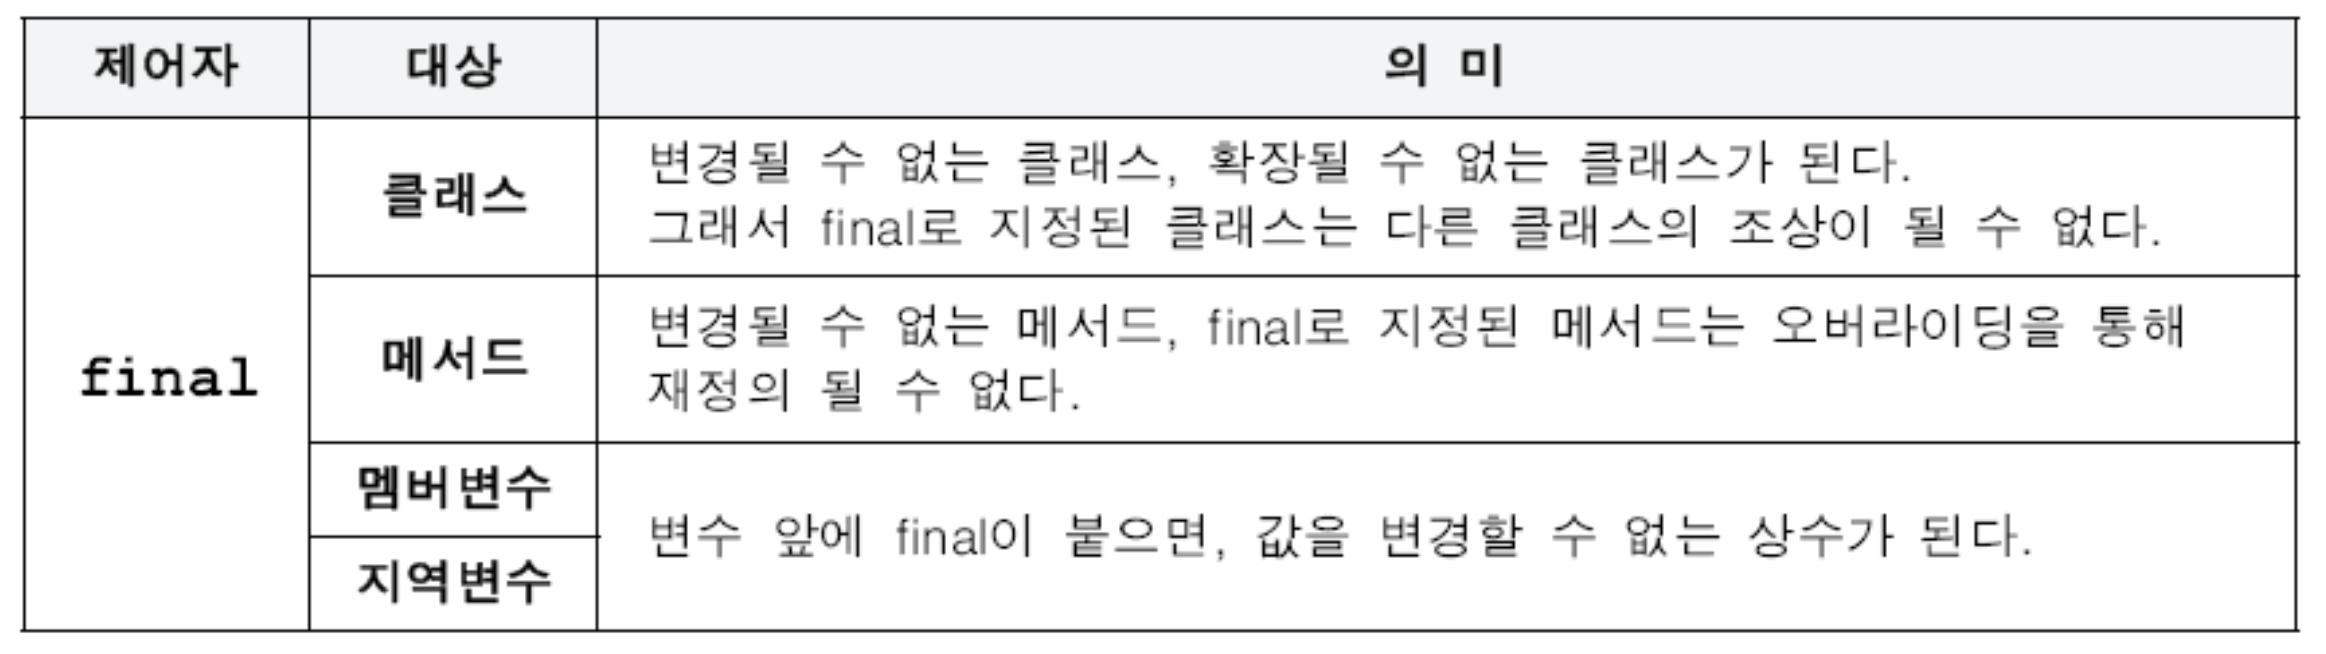 제어자 대상 의 미
final
클래스
변경될 수 없는 클래스, 확장될 수 없는 클래스가 된다.
그래서 final로 지정된 클래스는 다른 클래스의 조상이 될 수 없다.
메서드
변경될 수 없는 메서드, final로 지정된 메서드는 오버라이딩을 통해
재정의 될 수 없다.
멤버변수
지역변수
변수 앞에 final이 붙으면, 값을 변경할 수 없는 상수가 된다.